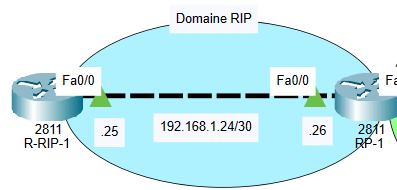 Domaine RIP
Fa0/0
Fa0/0
Fa
2811
R-RIP-1
.25
192.168.1.24/30
.26
2811
RP-1